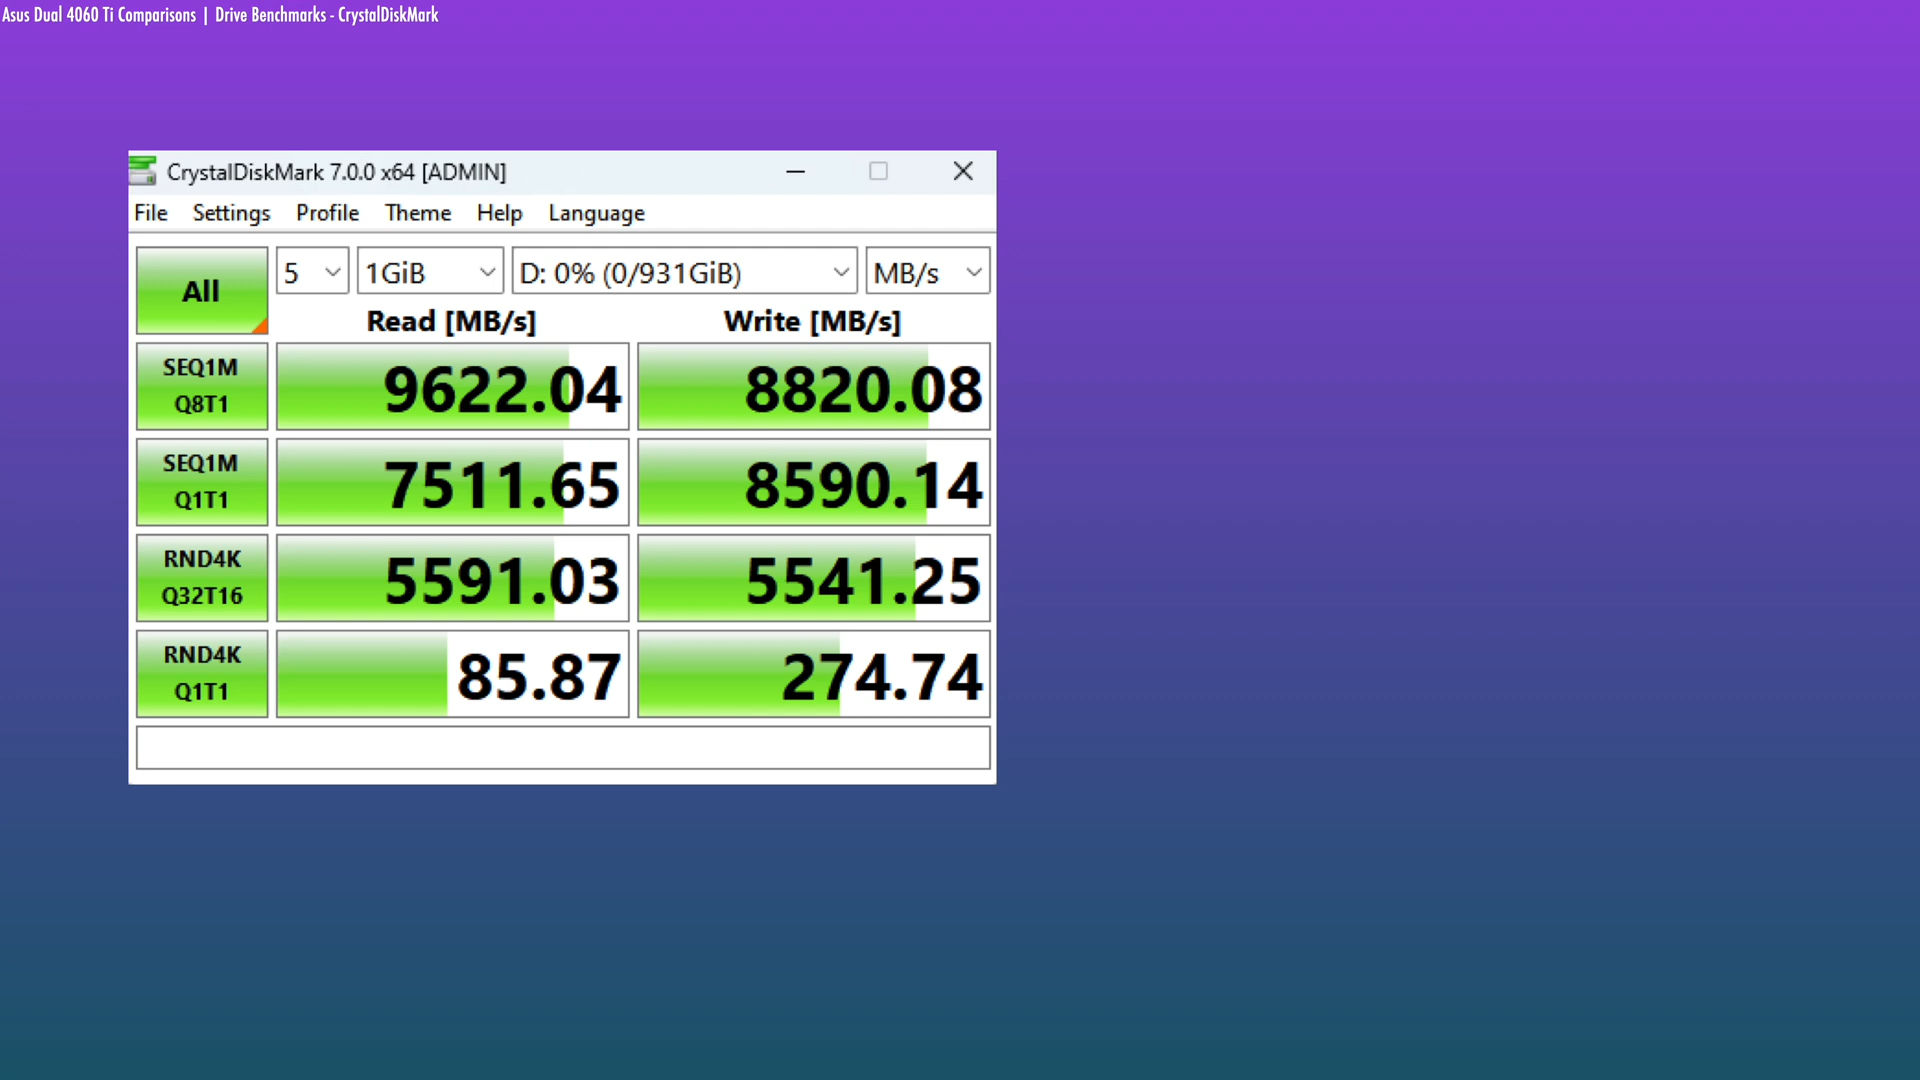 Asus Dual 4060 Ti Comparisons | Drive Benchmarks - CrystalDiskMark
CrystalDiskMark 7.0.0 x64 [ADMIN]
File Settings Profile Theme Help Language
All 5 1GiB D: 0% (0/931GiB) MB/s
Read [MB/s] Write [MB/s]
SEQ1M
Q8T1
9622.04 8820.08
SEQ1M
Q1T1
7511.65 8590.14
RND4K
Q32T16
5591.03 5541.25
RND4K
Q1T1
85.87 274.74